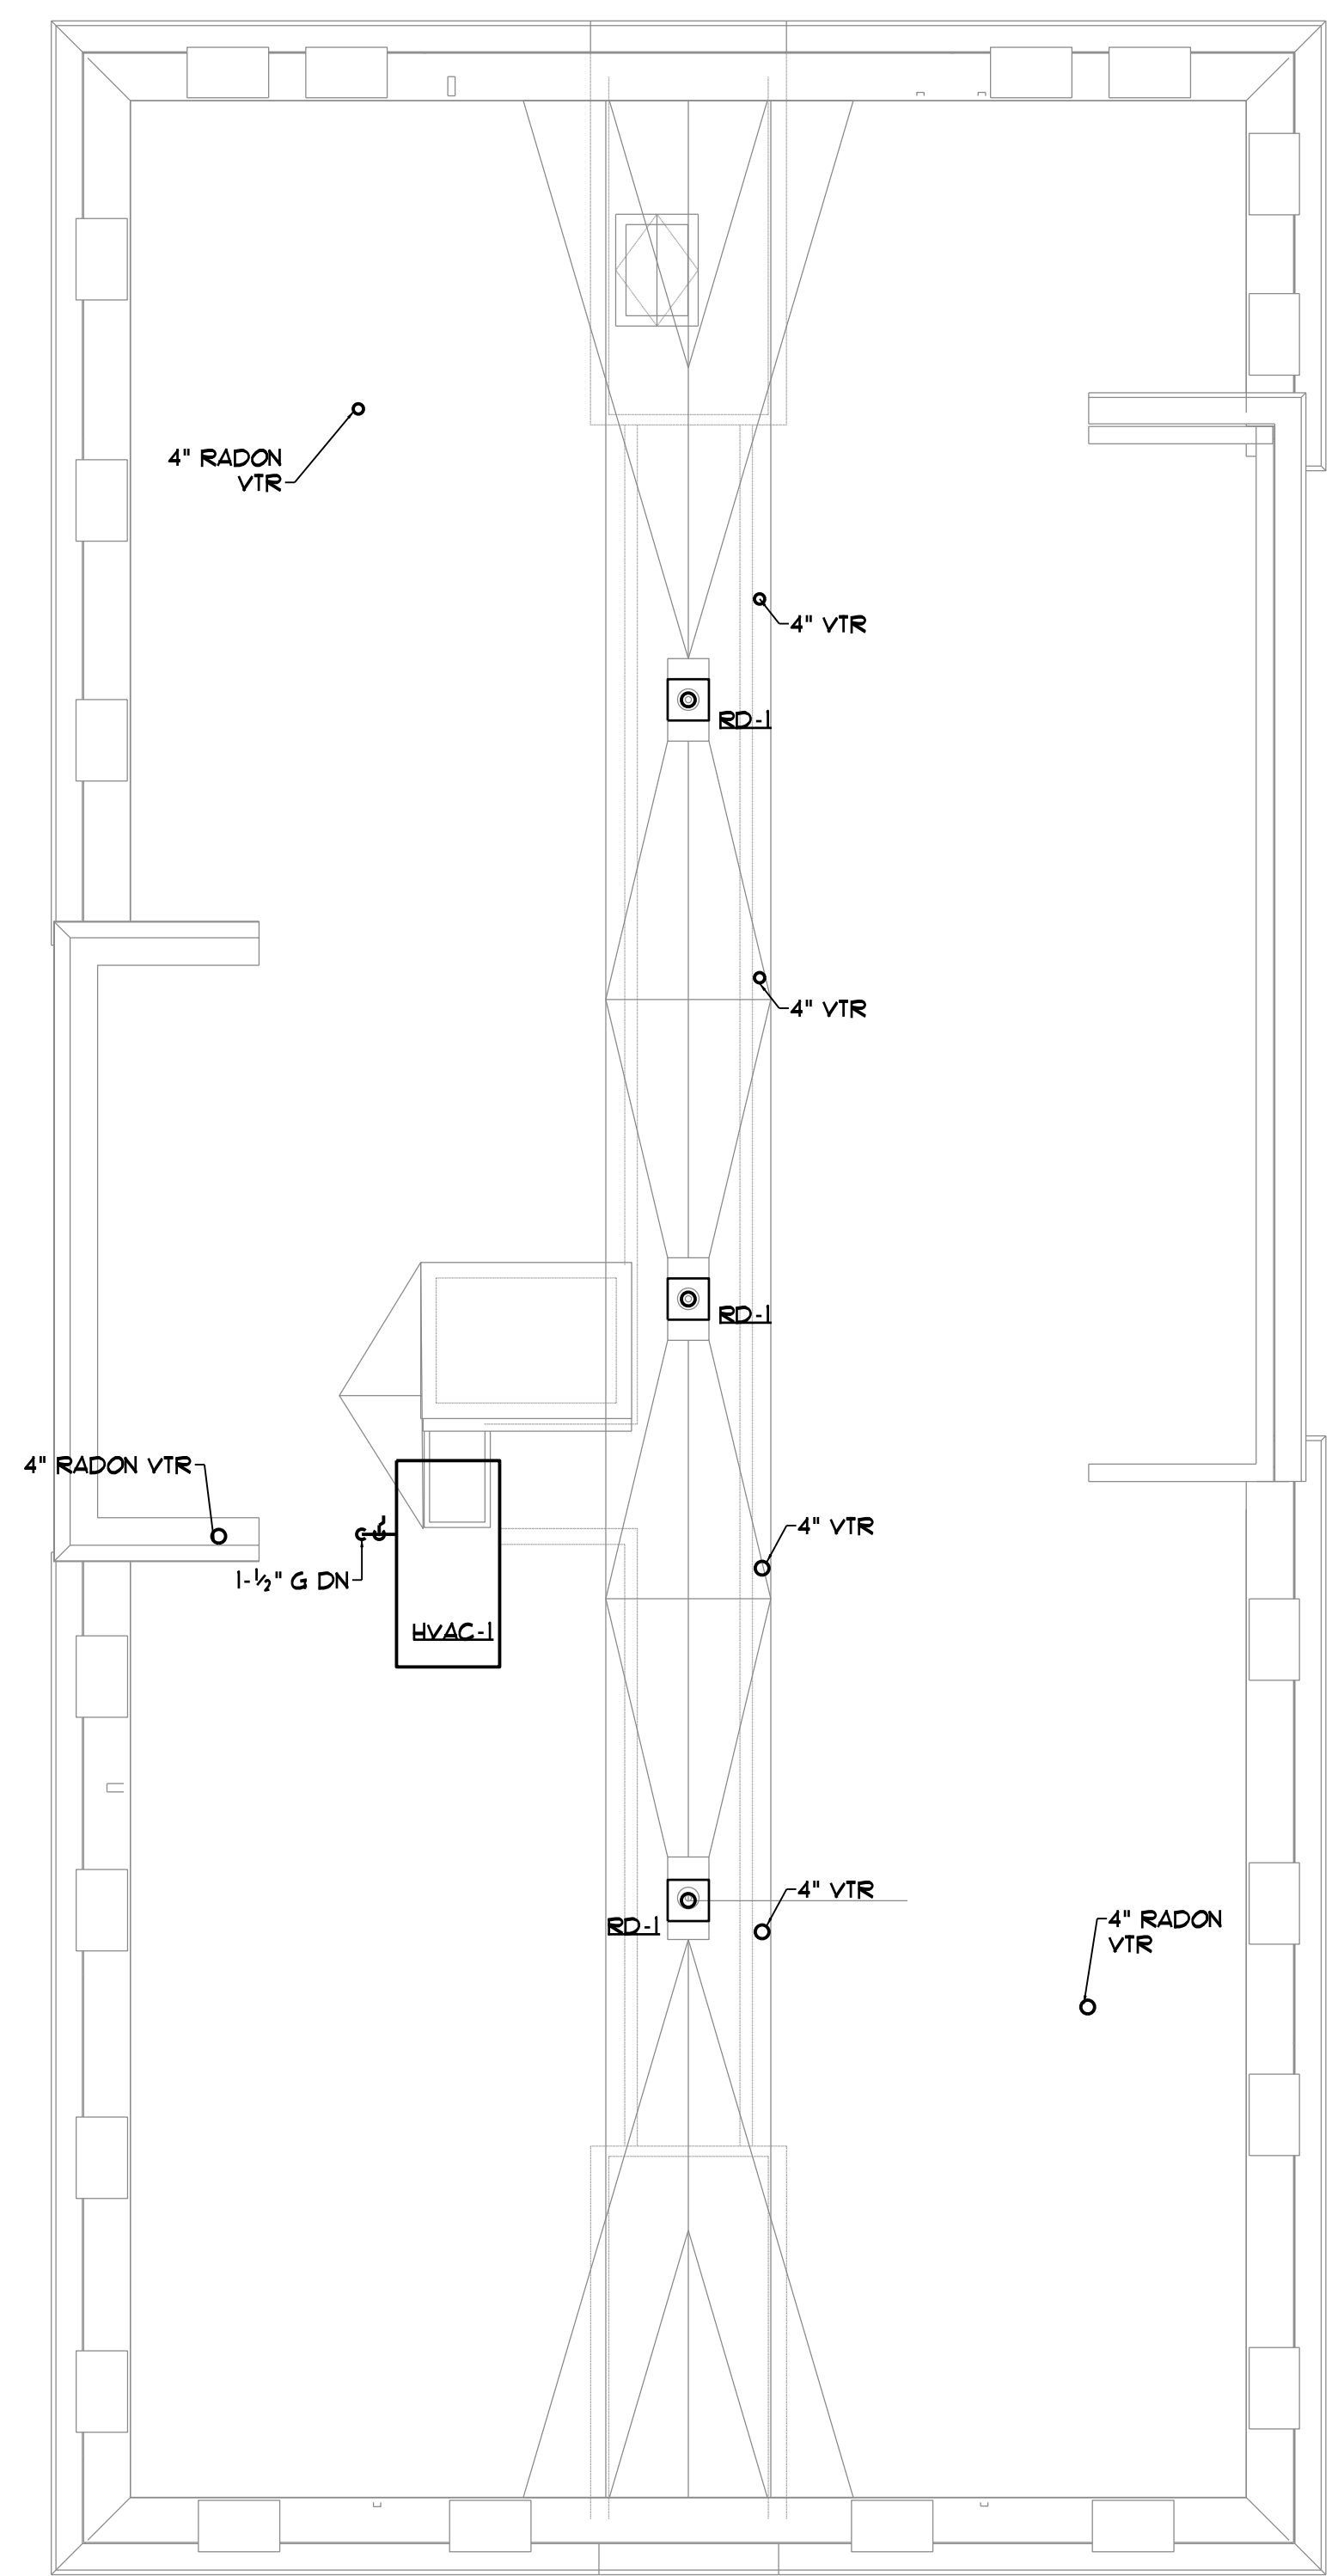 4" RADON
VTR
4" VTR
RD-1
4" VTR
RD-1
4" RADON VTR
4" VTR
1-½" G DN
HVAC-1
4" VTR
RD-1
4" RADON
VTR